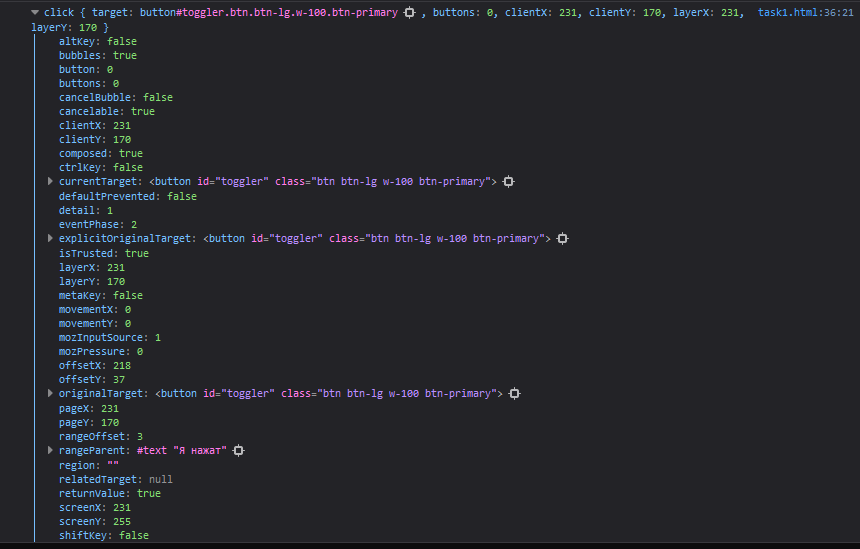 click { target: button#toggler.btn.btn-lg.w-100.btn-primary , buttons: 0, clientX: 231, clientY: 170, layerX: 231, task1.html:36:21
layerY: 170 }
altKey: false
bubbles: true
button: 0
buttons: 0
cancelBubble: false
cancelable: true
clientX: 231
clientY: 170
composed: true
ctrlKey: false
currentTarget: <button id="toggler" class="btn btn-lg w-100 btn-primary">
defaultPrevented: false
detail: 1
eventPhase: 2
explicitOriginalTarget: <button id="toggler" class="btn btn-lg w-100 btn-primary">
isTrusted: true
layerX: 231
layerY: 170
metaKey: false
movementX: 0
movementY: 0
mozInputSource: 1
mozPressure: 0
offsetX: 218
offsetY: 37
originalTarget: <button id="toggler" class="btn btn-lg w-100 btn-primary">
pageX: 231
pageY: 170
rangeOffset: 3
rangeParent: #text "Я нажат"
region: ""
relatedTarget: null
returnValue: true
screenX: 231
screenY: 255
shiftKey: false